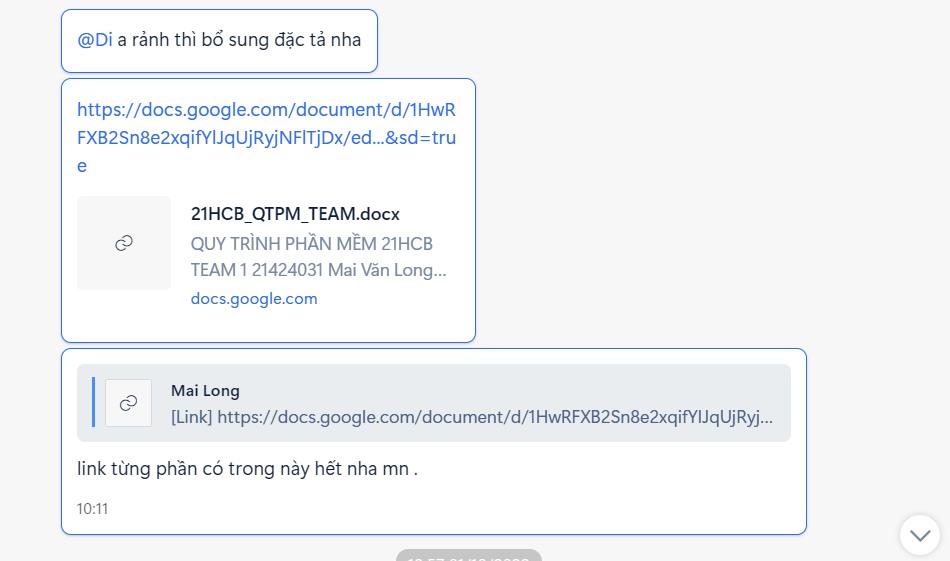 @Di a rảnh thì bổ sung đặc tả nha
https://docs.google.com/document/d/1HwR
FXB2Sn8e2xqifYlJqUjRyjNFlTjDx/ed...&sd=tru
e
21HCB_QTPM_TEAM.docx
QUY TRÌNH PHẦN MỀM 21HCB
TEAM 1 21424031 Mai Văn Long...
docs.google.com
Mai Long
[Link] https://docs.google.com/document/d/1HwRFXB2Sn8e2xqifYlJqUjRyj...
link từng phần có trong này hết nha mn .
10:11